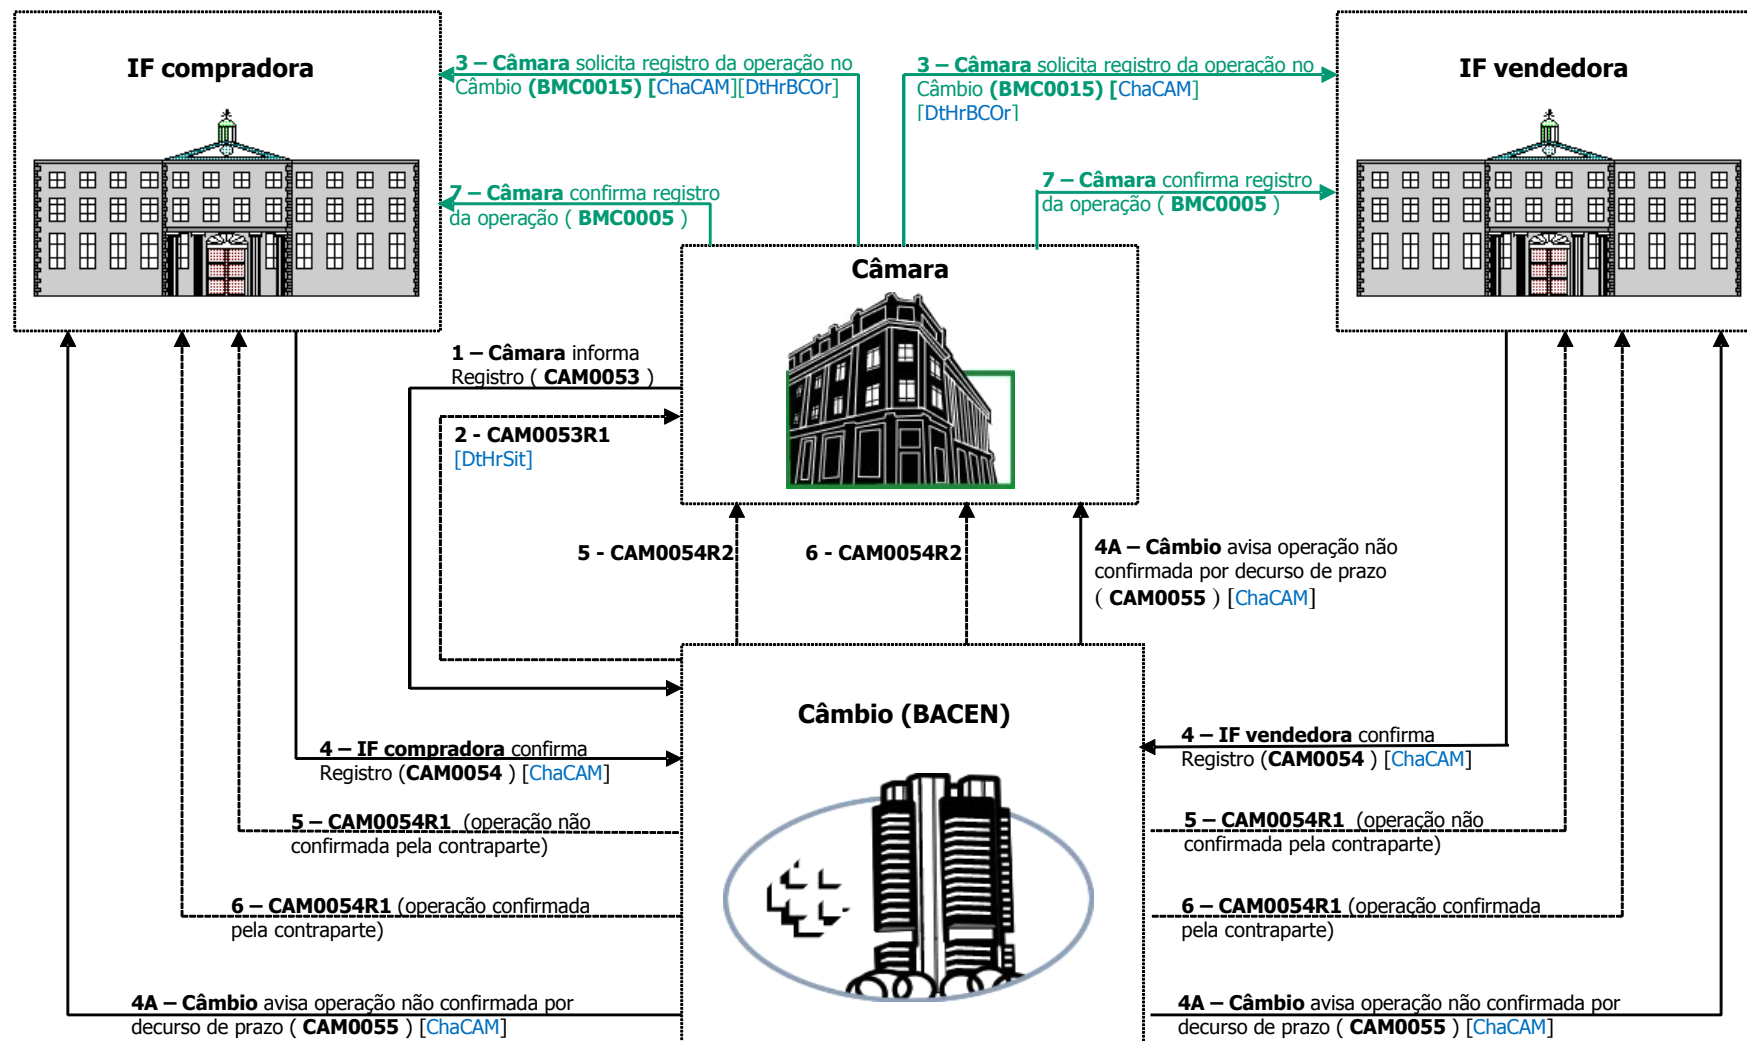 IF compradora
3 – Câmara solicita registro da operação no
Câmbio (BMC0015) [ChaCAM][DtHrBCOr]
3 – Câmara solicita registro da operação no
Câmbio (BMC0015) [ChaCAM]
[DtHrBCOr]
IF vendedora
7 – Câmara confirma registro
da operação ( BMC0005 )
7 – Câmara confirma registro
da operação ( BMC0005 )
Câmara
1 – Câmara informa
Registro ( CAM0053 )
2 - CAM0053R1
[DtHrSit]
5 - CAM0054R2
6 - CAM0054R2
4A – Câmbio avisa operação não
confirmada por decurso de prazo
( CAM0055 ) [ChaCAM]
Câmbio (BACEN)
4 – IF compradora confirma
Registro (CAM0054 ) [ChaCAM]
4 – IF vendedora confirma
Registro (CAM0054 ) [ChaCAM]
5 – CAM0054R1 (operação não
confirmada pela contraparte)
5 – CAM0054R1 (operação não
confirmada pela contraparte)
6 – CAM0054R1 (operação confirmada
pela contraparte)
6 – CAM0054R1 (operação confirmada
pela contraparte)
4A – Câmbio avisa operação não confirmada por
decurso de prazo ( CAM0055 ) [ChaCAM]
4A – Câmbio avisa operação não confirmada por
decurso de prazo ( CAM0055 ) [ChaCAM]